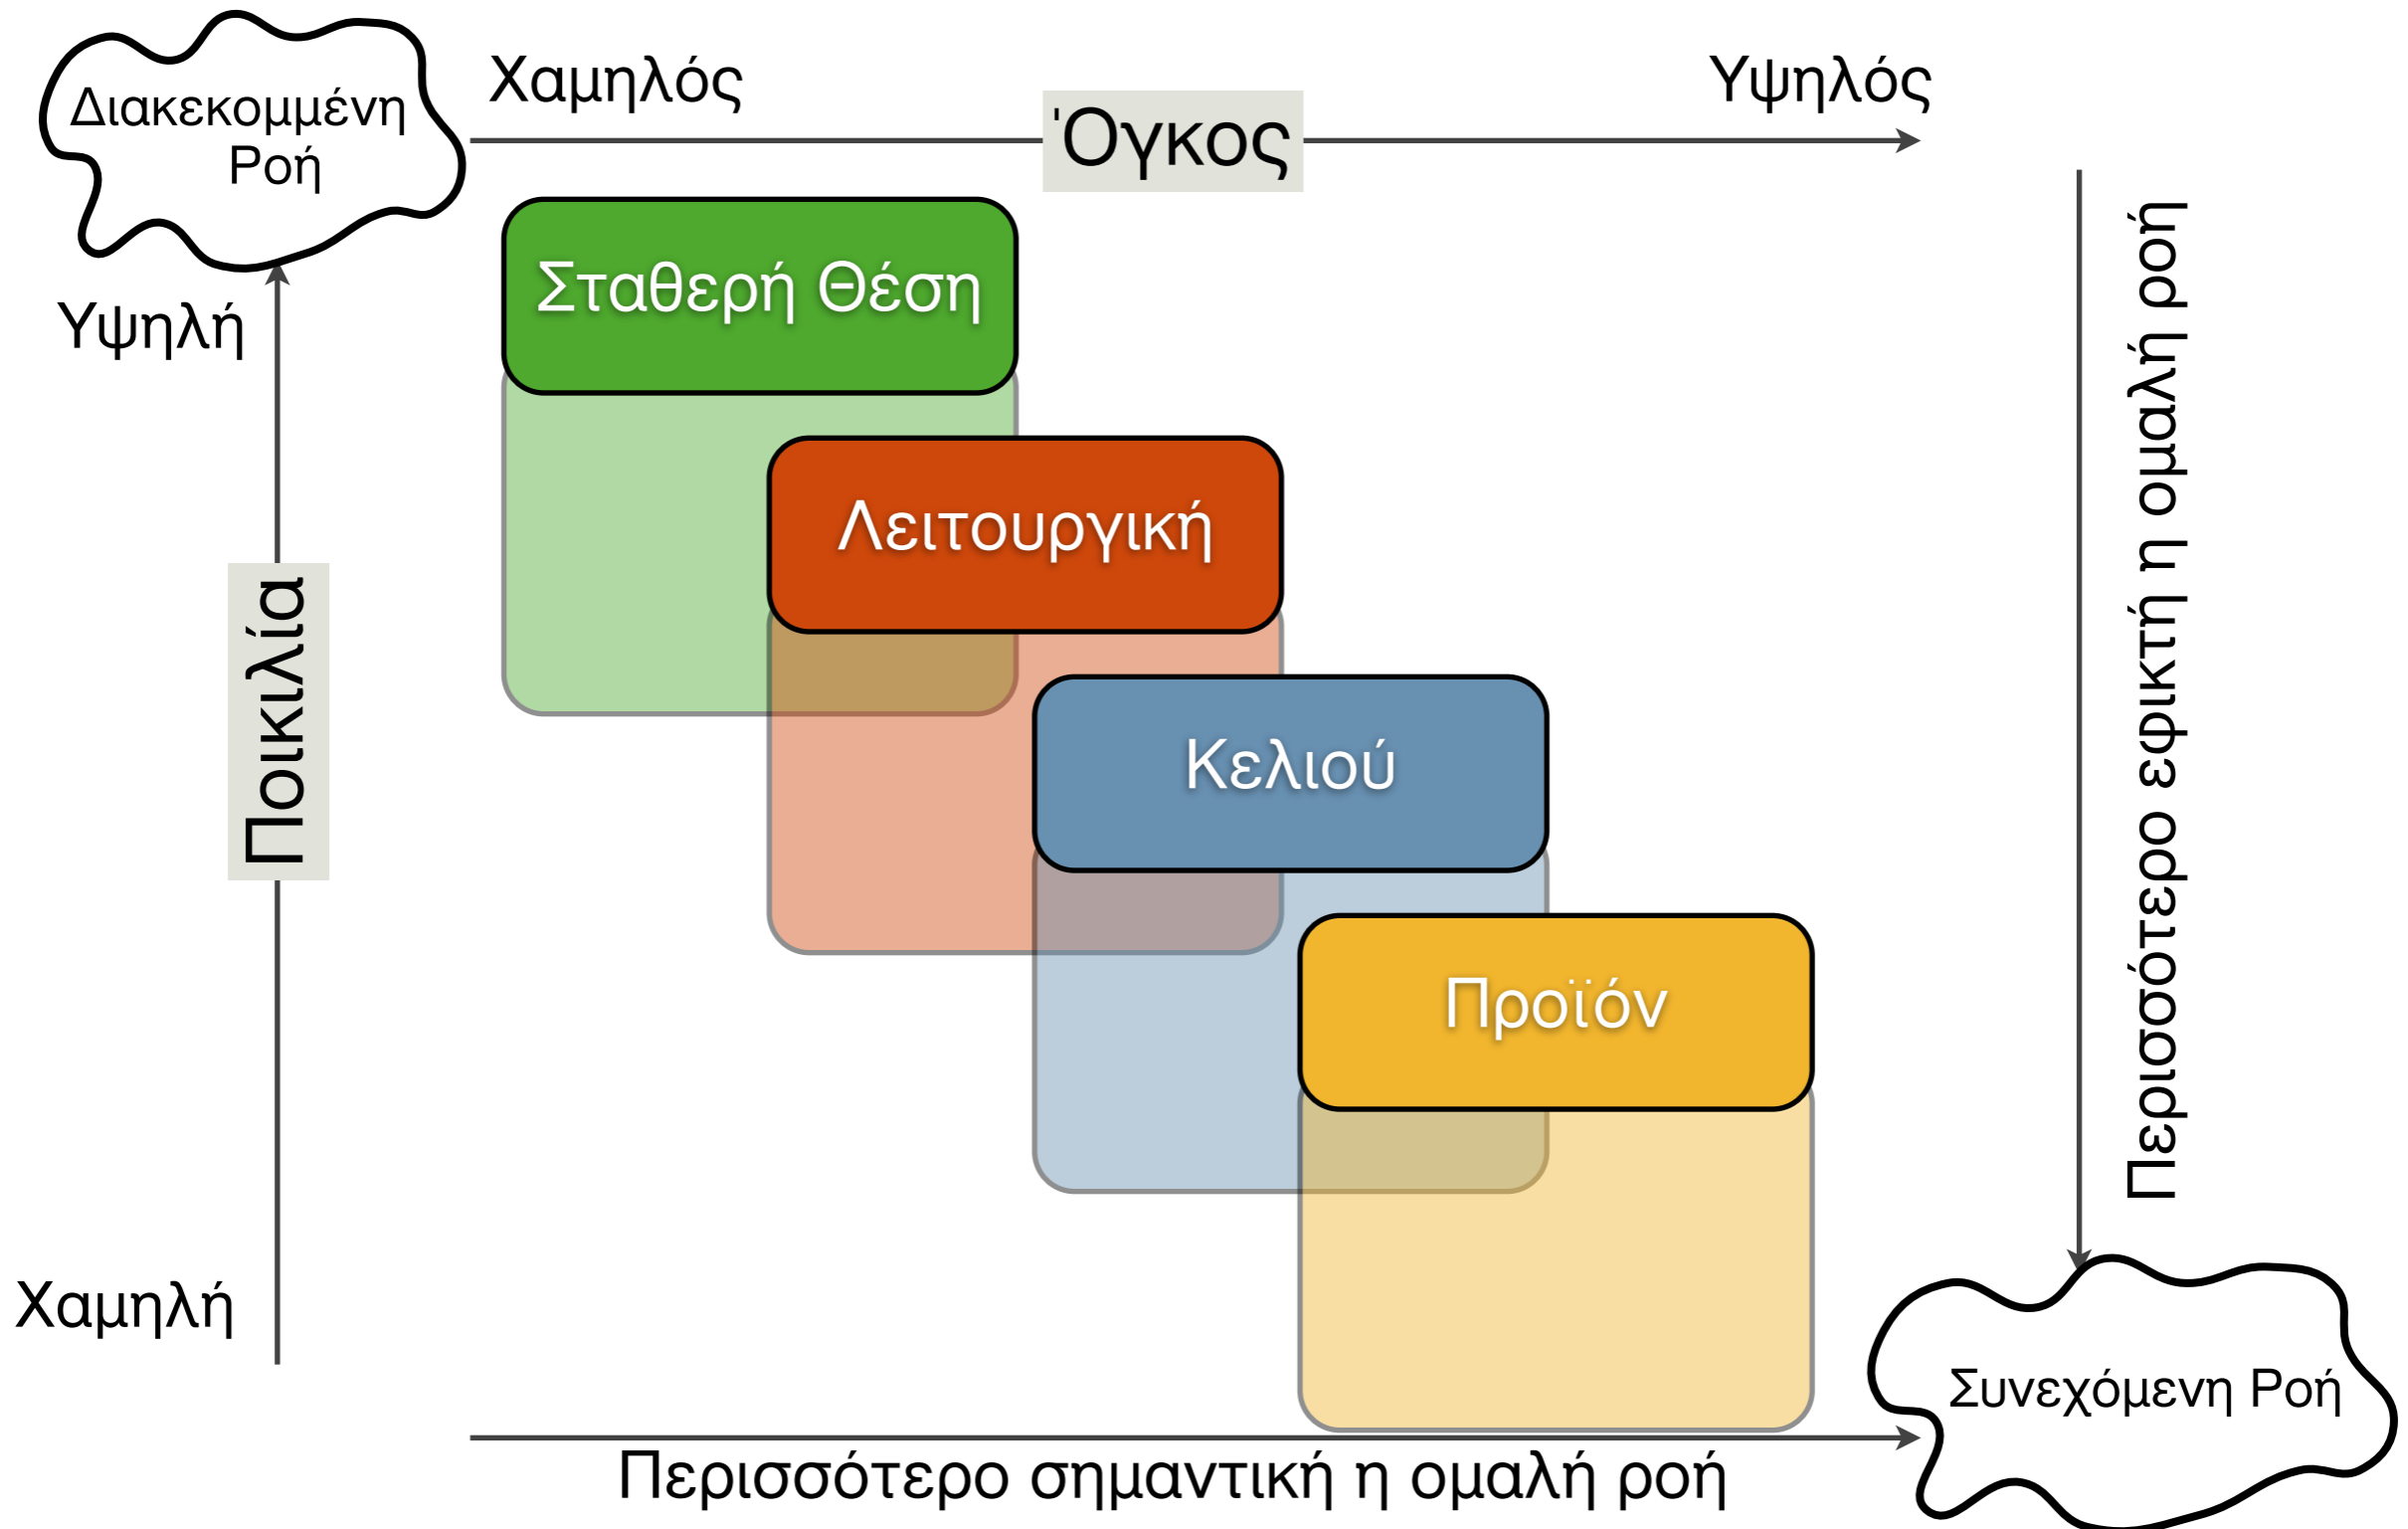 Διακεκομμένη
Ροή
Χαμηλός
Υψηλός
Όγκος
Υψηλή
Σταθερή Θέση
Λειτουργική
Ποικιλία
Κελιού
Προϊόν
Περισσότερο εφικτή η ομαλή ροή
Χαμηλή
Συνεχόμενη Ροή
Περισσότερο σημαντική η ομαλή ροή